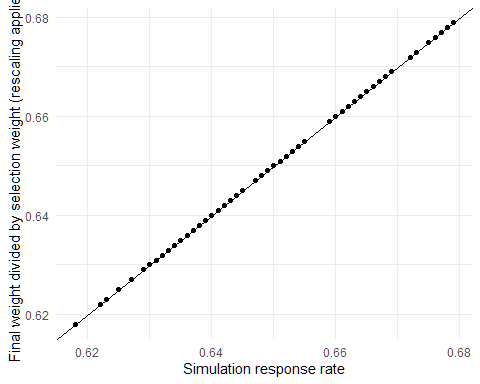 Final weight divided by selection weight (rescaling applie
0.68
0.66
0.64
0.62
0.62 0.64 0.66 0.68
Simulation response rate